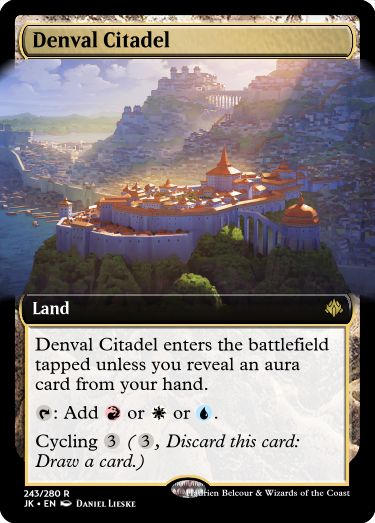 Denval Citadel
Land
Denval Citadel enters the battlefield
tapped unless you reveal an aura
card from your hand.
: Add or or .
Cycling 3 (3, Discard this card:
Draw a card.)
243/280 R
JK • EN Daniel Lieske
Hadrien Belcour & Wizards of the Coast